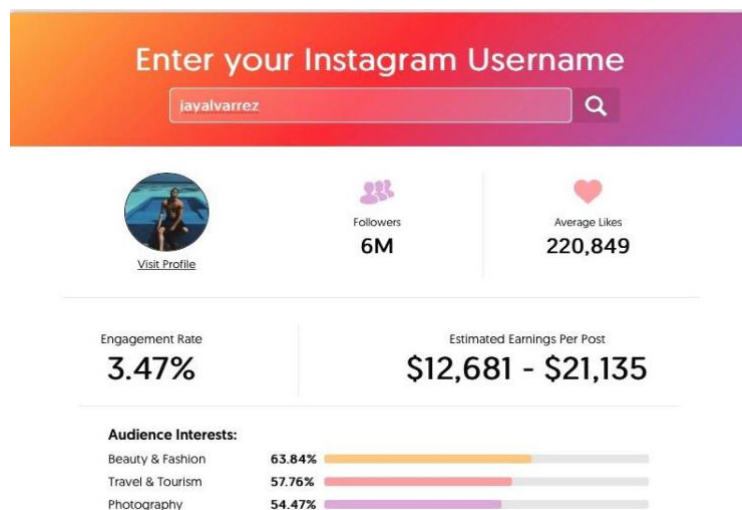 Enter your Instagram Username
jayalvarrez
Visit Profile
Followers
6M
Average Likes
220,849
Engagement Rate
3.47%
Estimated Earnings Per Post
$12,681 - $21,135
Audience Interests:
Beauty & Fashion 63.84%
Travel & Tourism 57.76%
Photography 54.47%